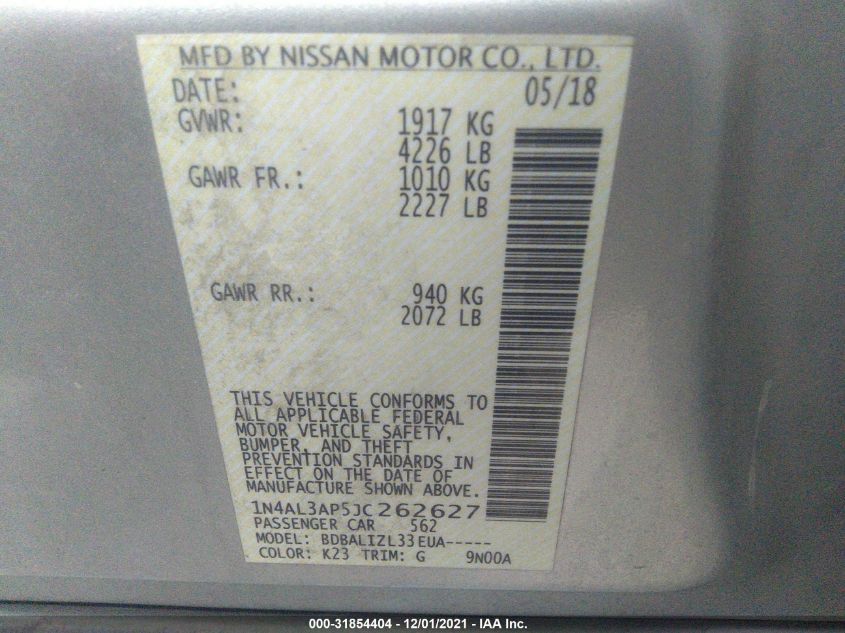 MFD BY NISSAN MOTOR CO., LTD.
DATE: 05/18
GVWR: 1917 KG
4226 LB
GAWR FR.: 1010 KG
2227 LB
GAWR RR.: 940 KG
2072 LB
THIS VEHICLE CONFORMS TO
ALL APPLICABLE FEDERAL
MOTOR VEHICLE SAFETY,
BUMPER, AND THEFT
PREVENTION STANDARDS IN
EFFECT ON THE DATE OF
MANUFACTURE SHOWN ABOVE.
1N4AL3AP5JC262627
PASSENGER CAR 562
MODEL: BDBALIZL33EUA-----
COLOR: K23 TRIM: G 9N00A
000-31854404 - 12/01/2021 - IAA Inc.